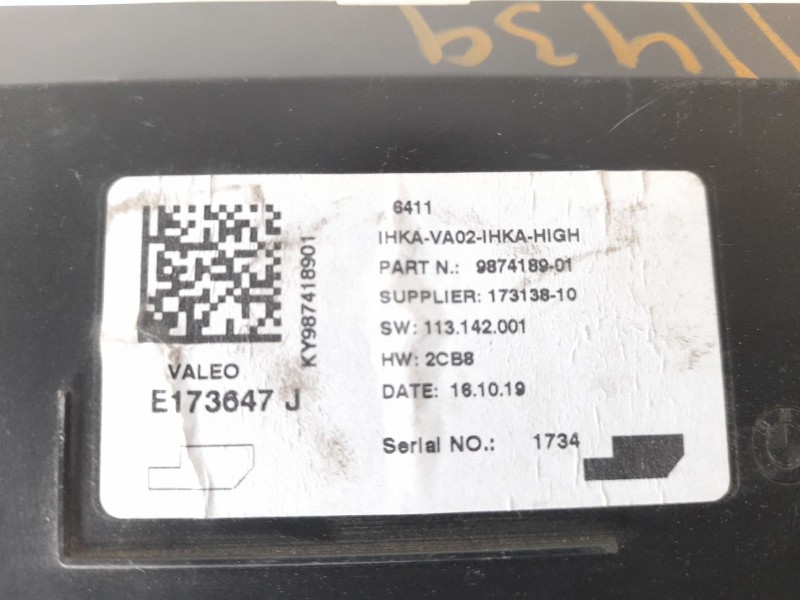 11439
6411
IHKA-VA02-IHKA-HIGH
PART N.: 9874189-01
SUPPLIER: 173138-10
SW: 113.142.001
HW: 2CB8
DATE: 16.10.19
Serial NO.: 1734
KY987418901
VALEO
E173647 J